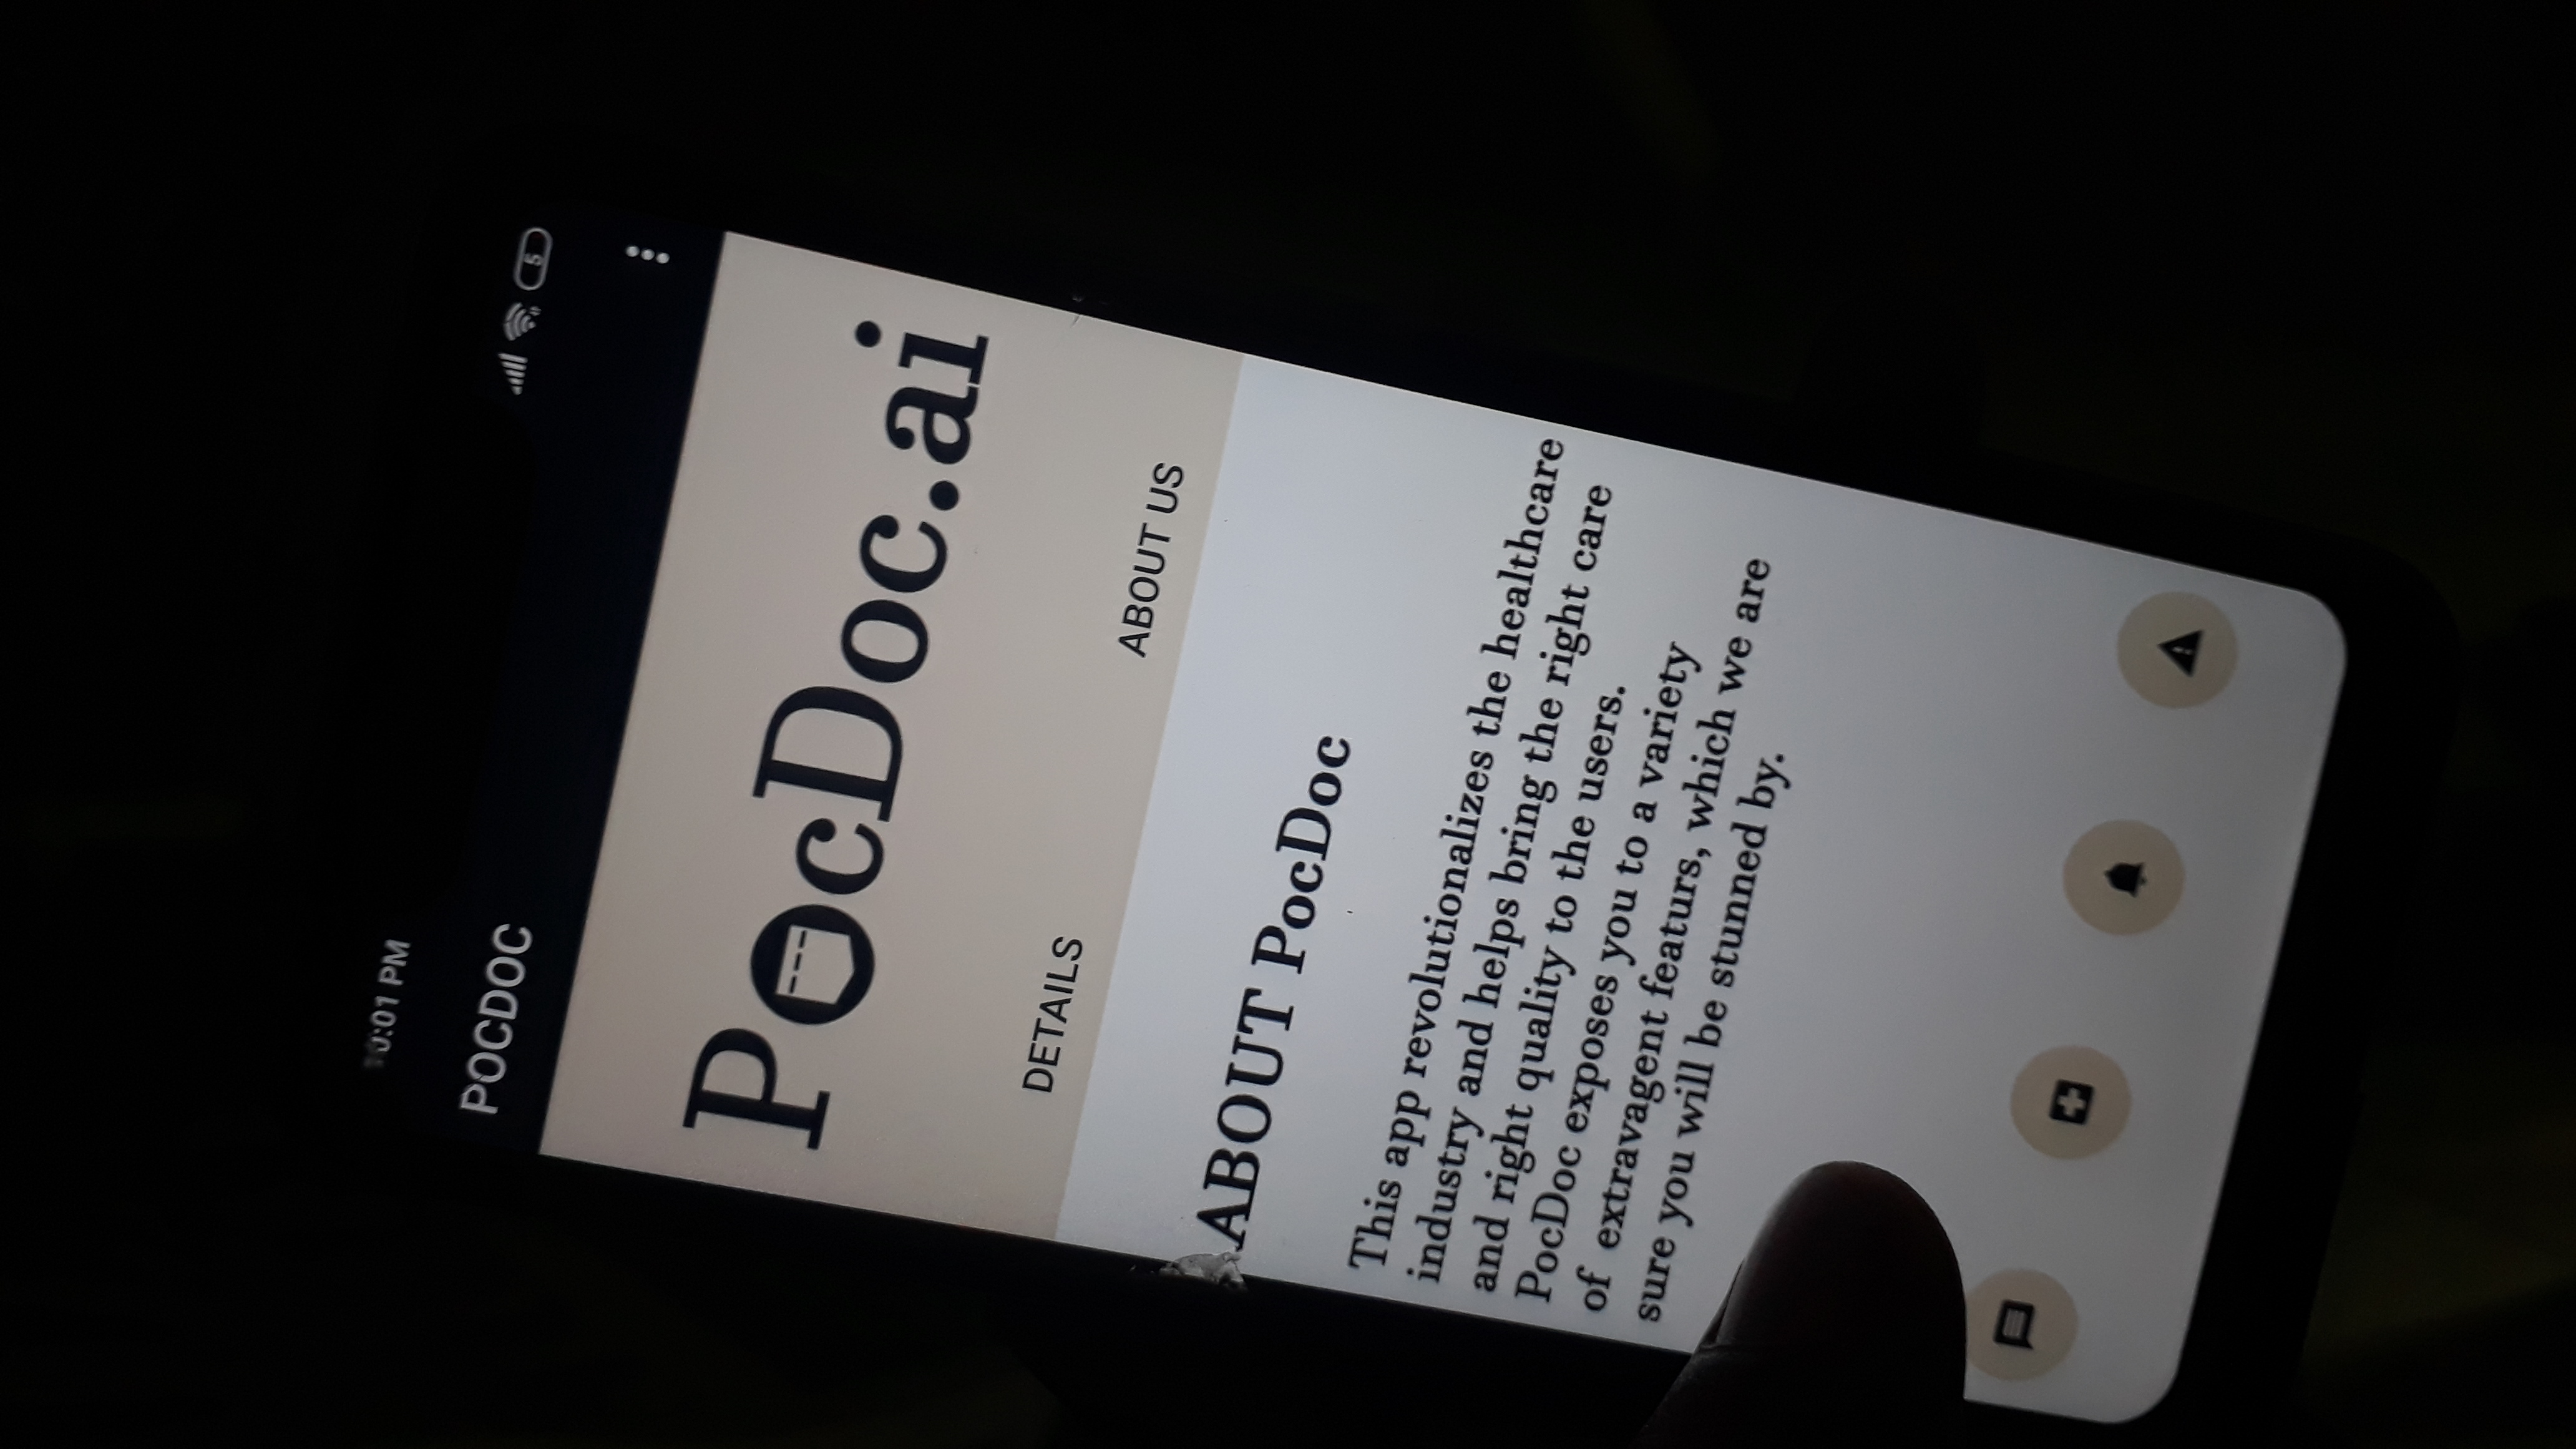 10:01 PM
5
POCDOC
PocDoc.ai
DETAILS
ABOUT US
ABOUT PocDoc
This app revolutionalizes the healthcare
industry and helps bring the right care
and right quality to the users.
PocDoc exposes you to a variety
of extravagent featurs, which we are
sure you will be stunned by.